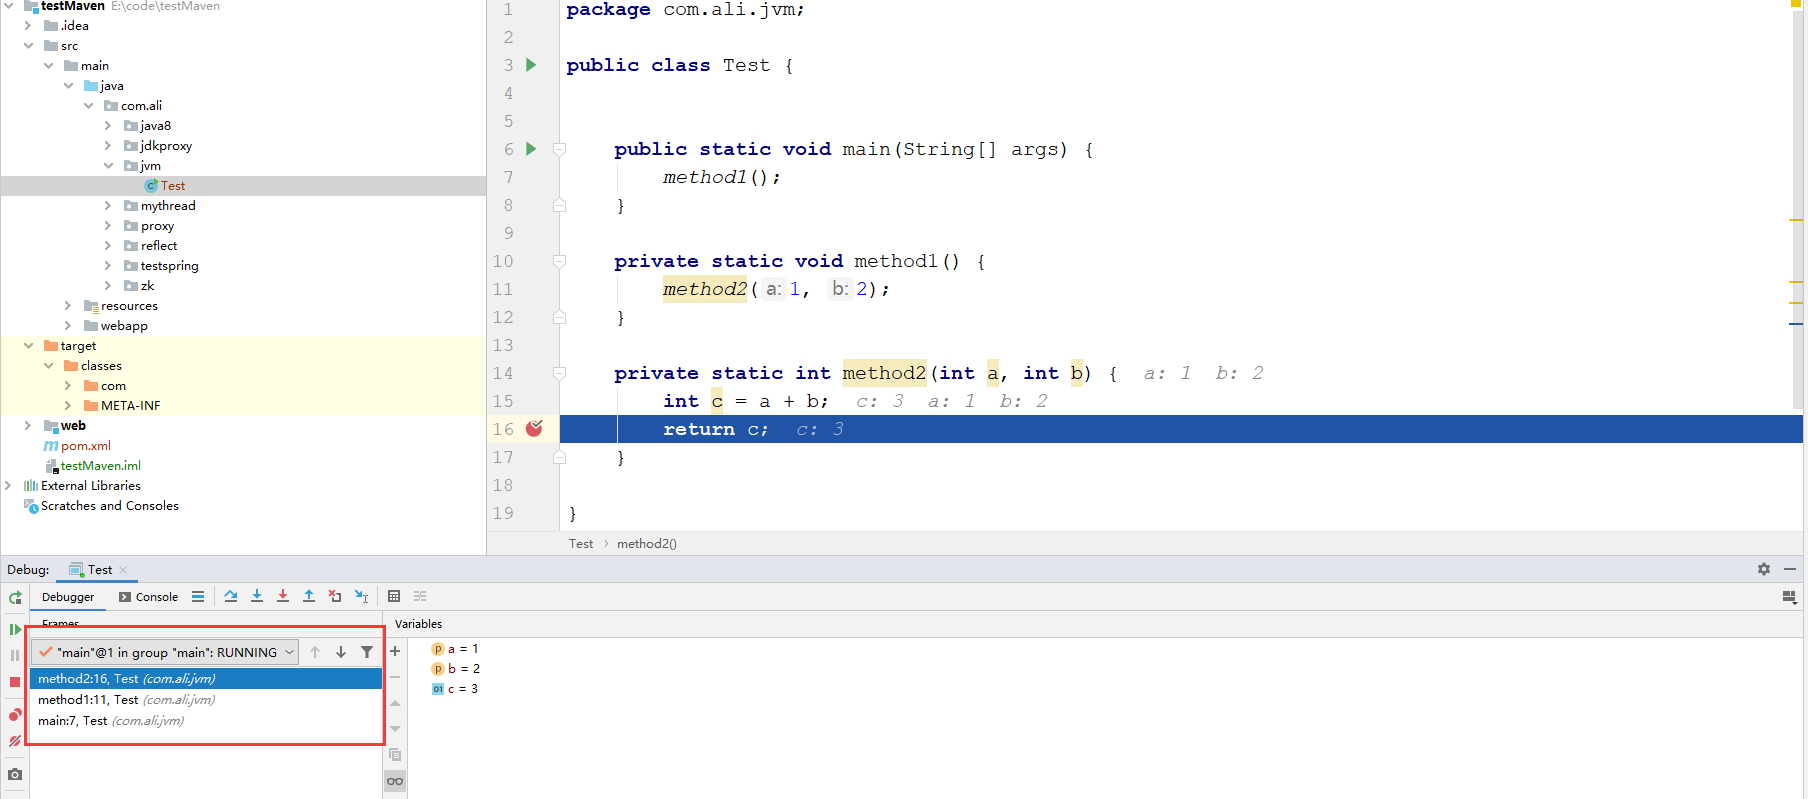 testMaven E:\code\testMaven
.idea
src
main
java
com.ali
java8
jdkproxy
jvm
Test
mythread
proxy
reflect
testspring
zk
resources
webapp
target
classes
com
META-INF
web
pom.xml
testMaven.iml
External Libraries
Scratches and Consoles
1 package com.ali.jvm;
2
3 public class Test {
4
5
6 public static void main(String[] args) {
7 method1();
8 }
9
10 private static void method1() {
11 method2( a: 1, b: 2);
12 }
13
14 private static int method2(int a, int b) { a: 1 b: 2
15 int c = a + b; c: 3 a: 1 b: 2
16 return c; c: 3
17 }
18
19 }
Test › method2()
Debug: Test
Debugger Console
Frames
Variables
"main"@1 in group "main": RUNNING
method2:16, Test (com.ali.jvm)
method1:11, Test (com.ali.jvm)
main:7, Test (com.ali.jvm)
a = 1
b = 2
c = 3